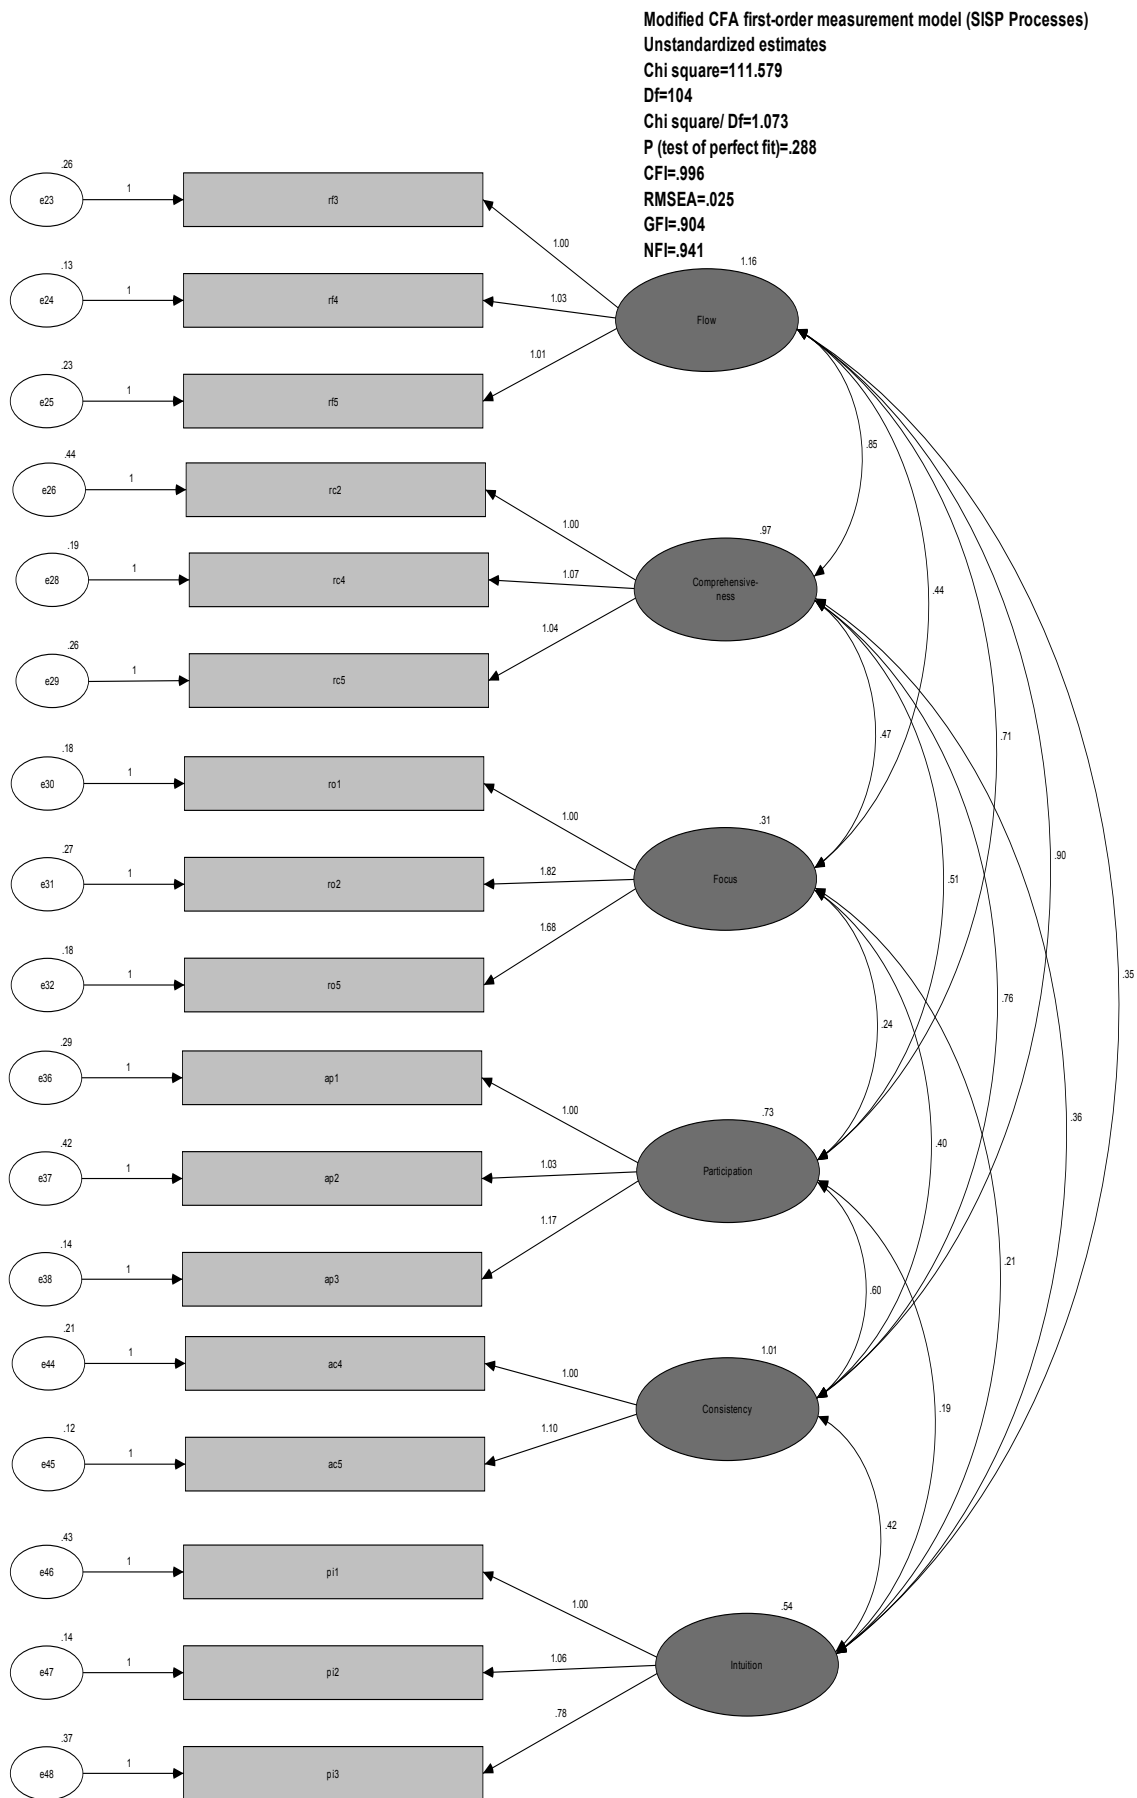 Modified CFA first-order measurement model (SISP Processes)
Unstandardized estimates
Chi square=111.579
Df=104
Chi square/ Df=1.073
P (test of perfect fit)=.288
CFI=.996
RMSEA=.025
GFI=.904
NFI=.941
.26
e23
1
rf3
1.00
1.16
.13
e24
1
rf4
1.03
Flow
.23
e25
1
rf5
1.01
.85
.44
e26
1
rc2
1.00
.97
.19
e28
1
rc4
1.07
Comprehensive-
ness
.44
.26
e29
1
rc5
1.04
.47
.71
.18
e30
1
ro1
1.00
.31
.27
e31
1
ro2
1.82
Focus
.51
.90
.18
e32
1
ro5
1.68
.35
.24
.76
.29
e36
1
ap1
1.00
.73
.36
.42
e37
1
ap2
1.03
Participation
.40
.14
e38
1
ap3
1.17
.21
.60
.21
e44
1
ac4
1.00
1.01
.12
e45
1
ac5
1.10
Consistency
.19
.42
.43
e46
1
pi1
1.00
.54
.14
e47
1
pi2
1.06
Intuition
.37
e48
1
pi3
.78